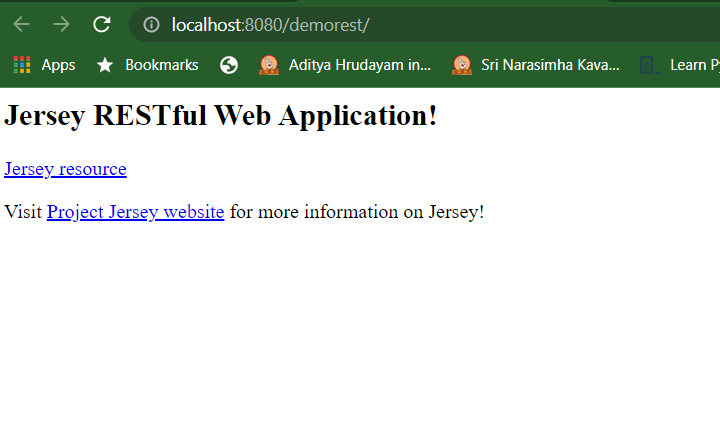 localhost:8080/demorest/
Apps Bookmarks Aditya Hrudayam in... Sri Narasimha Kava... Learn
Jersey RESTful Web Application!
Jersey resource
Visit Project Jersey website for more information on Jersey!